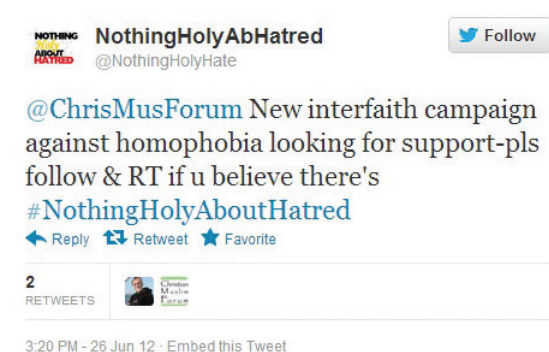 NOTHING
Holy
ABOUT
HATRED
NothingHolyAbHatred
@NothingHolyHate
Follow
@ChrisMusForum New interfaith campaign
against homophobia looking for support-pls
follow & RT if u believe there's
#NothingHolyAboutHatred
Reply Retweet Favorite
2
RETWEETS
Christian
Muslim
Forum
3:20 PM - 26 Jun 12 · Embed this Tweet